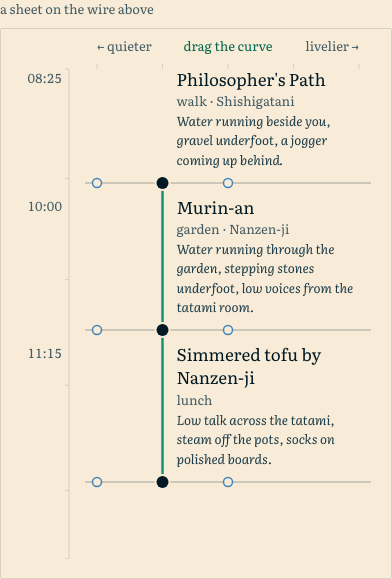 a sheet on the wire above
← quieter drag the curve livelier →
08:25 Philosopher's Path
walk · Shishigatani
Water running beside you,
gravel underfoot, a jogger
coming up behind.
10:00 Murin-an
garden · Nanzen-ji
Water running through the
garden, stepping stones
underfoot, low voices from the
tatami room.
11:15 Simmered tofu by
Nanzen-ji
lunch
Low talk across the tatami,
steam off the pots, socks on
polished boards.